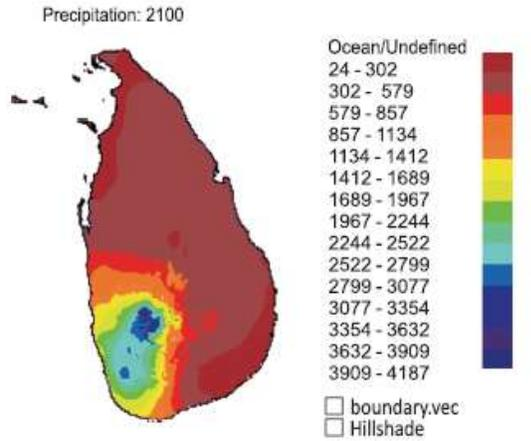 Precipitation: 2100
Ocean/Undefined
24 - 302
302 - 579
579 - 857
857 - 1134
1134 - 1412
1412 - 1689
1689 - 1967
1967 - 2244
2244 - 2522
2522 - 2799
2799 - 3077
3077 - 3354
3354 - 3632
3632 - 3909
3909 - 4187
boundary.vec
Hillshade